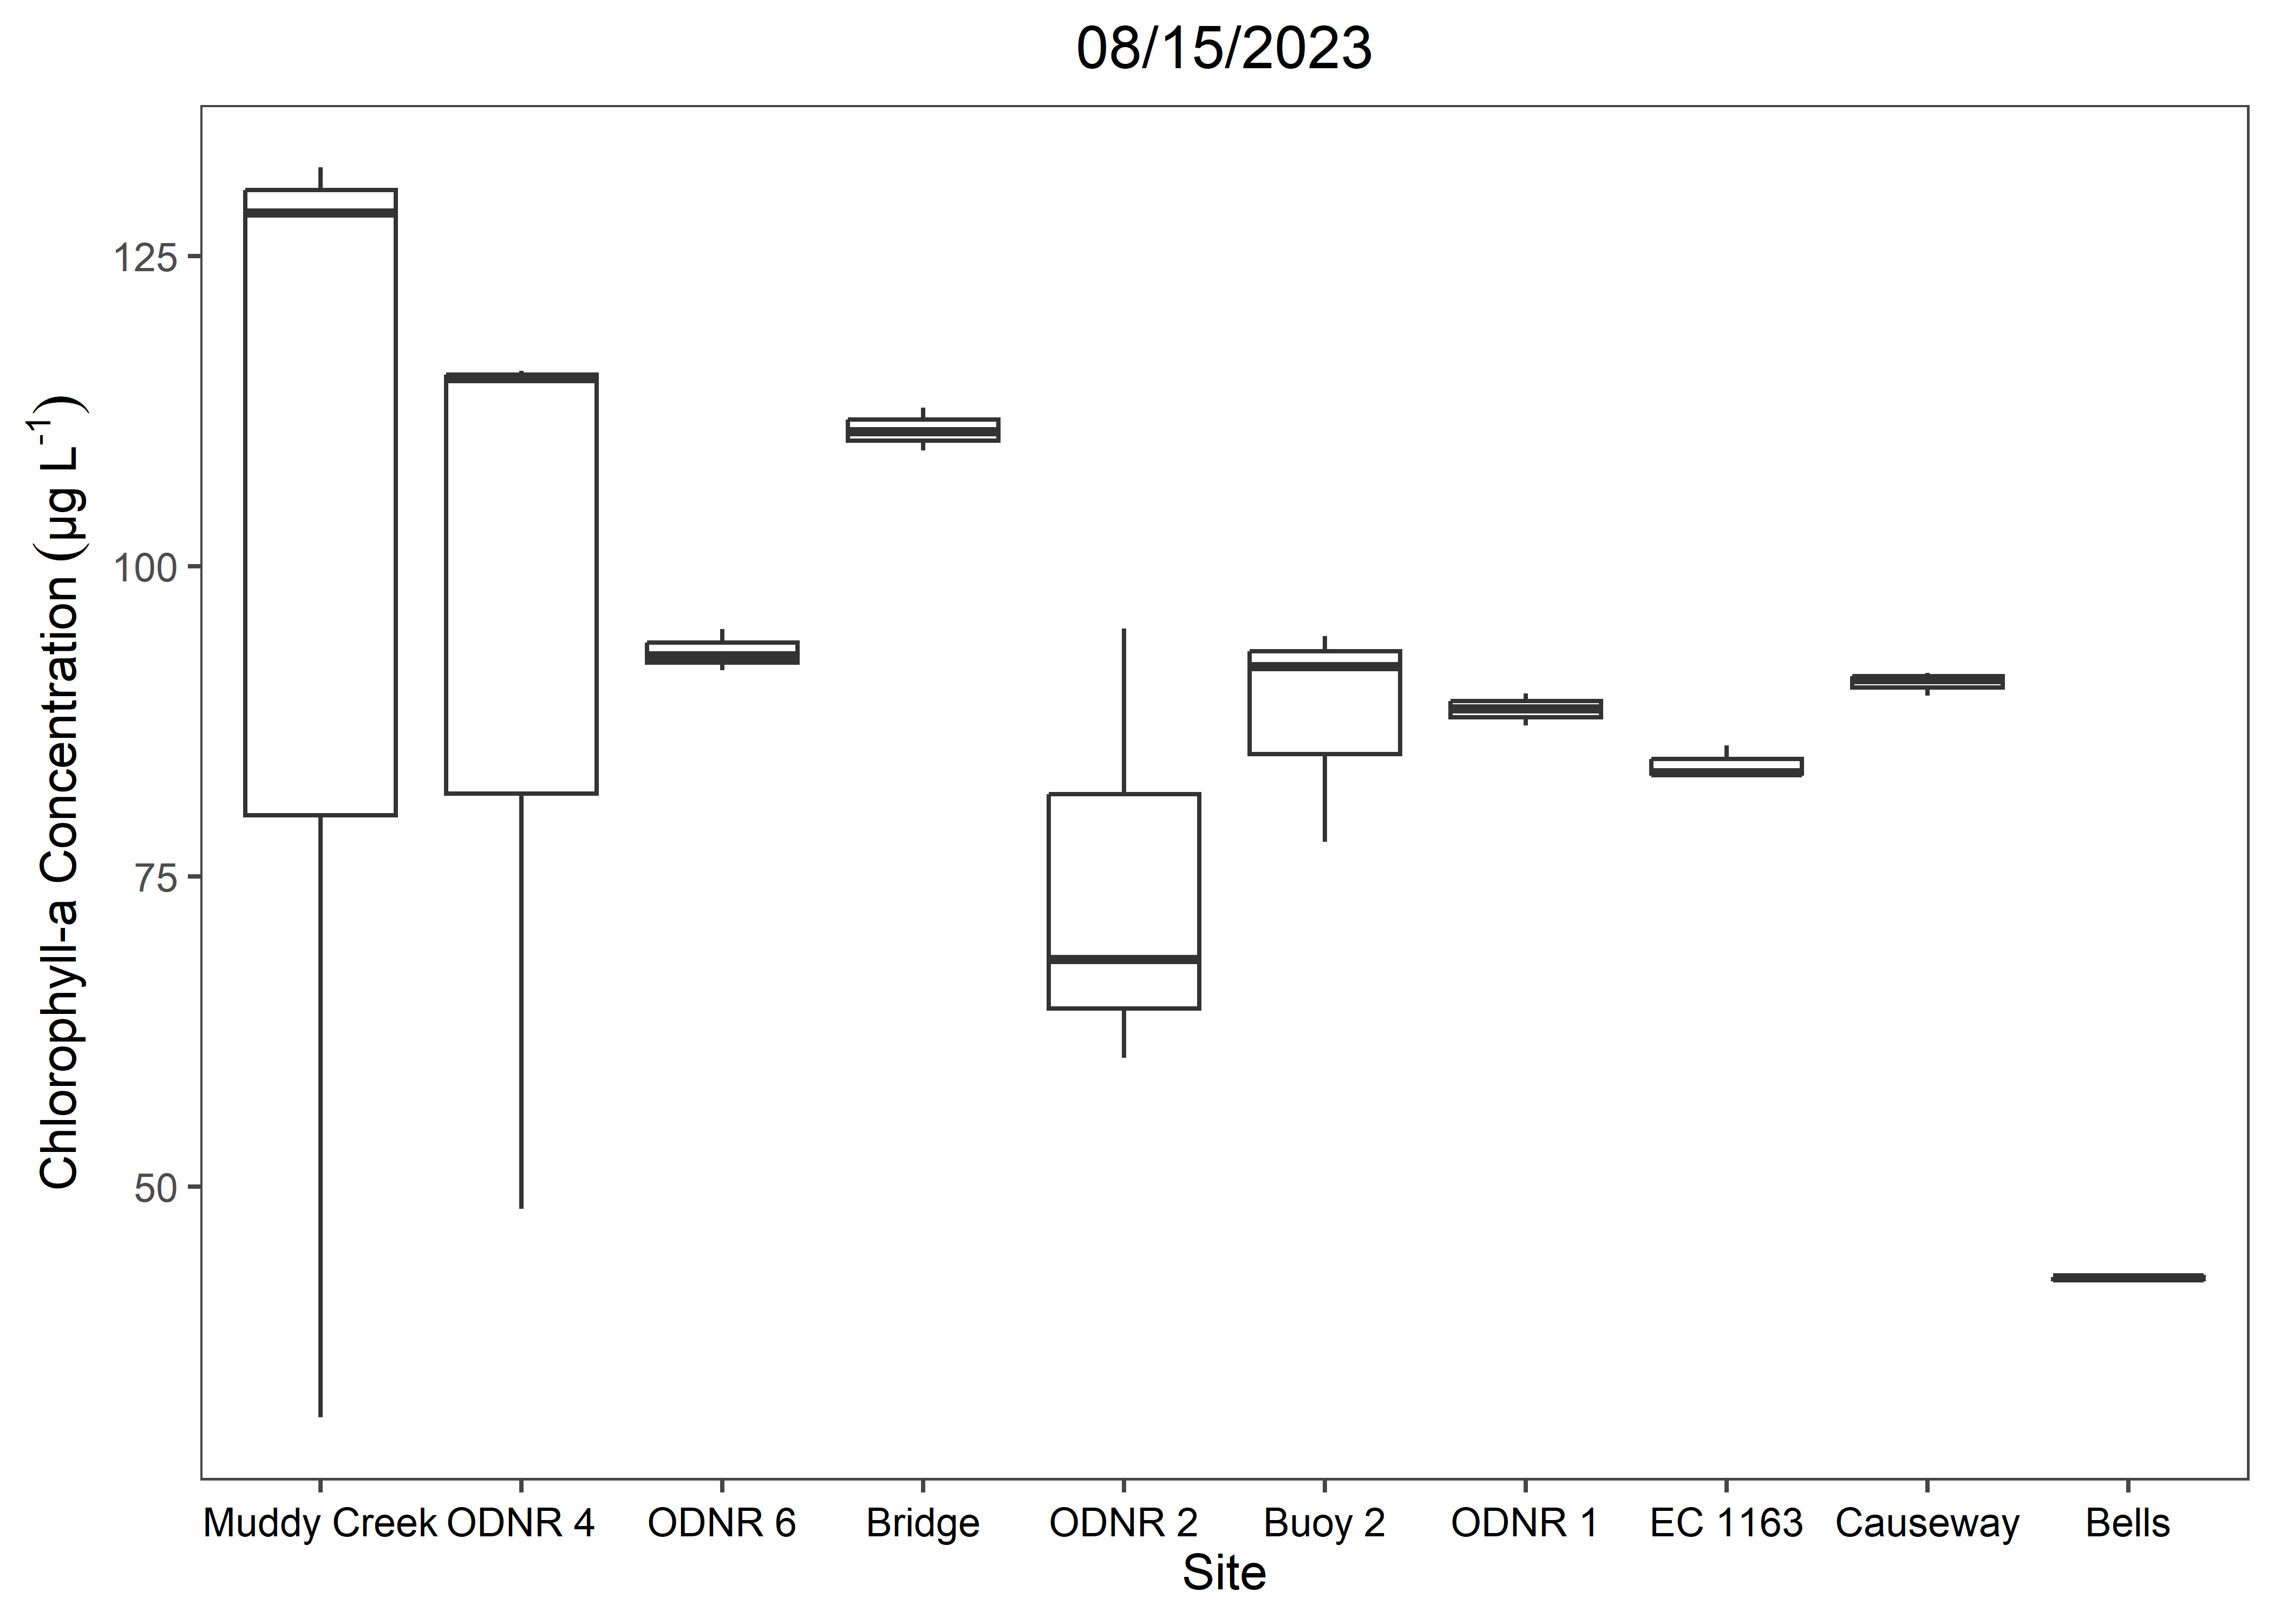 08/15/2023
Chlorophyll-a Concentration (µg L⁻¹)
125
100
75
50
Muddy Creek ODNR 4 ODNR 6 Bridge ODNR 2 Buoy 2 ODNR 1 EC 1163 Causeway Bells
Site